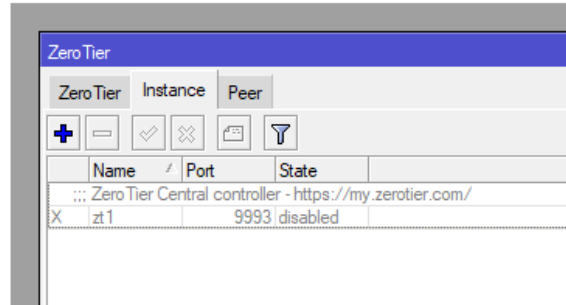 ZeroTier
ZeroTier Instance Peer
Name Port State
;;; ZeroTier Central controller - https://my.zerotier.com/
X zt1 9993 disabled